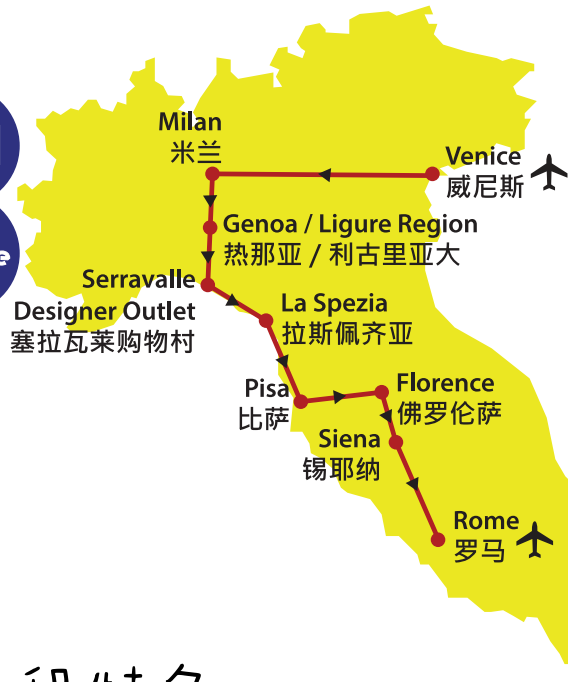 Milan
米兰
Venice
威尼斯
Genoa / Ligure Region
热那亚 / 利古里亚大
Serravalle
Designer Outlet
塞拉瓦莱购物村
La Spezia
拉斯佩齐亚
Pisa
比萨
Florence
佛罗伦萨
Siena
锡耶纳
Rome
罗马